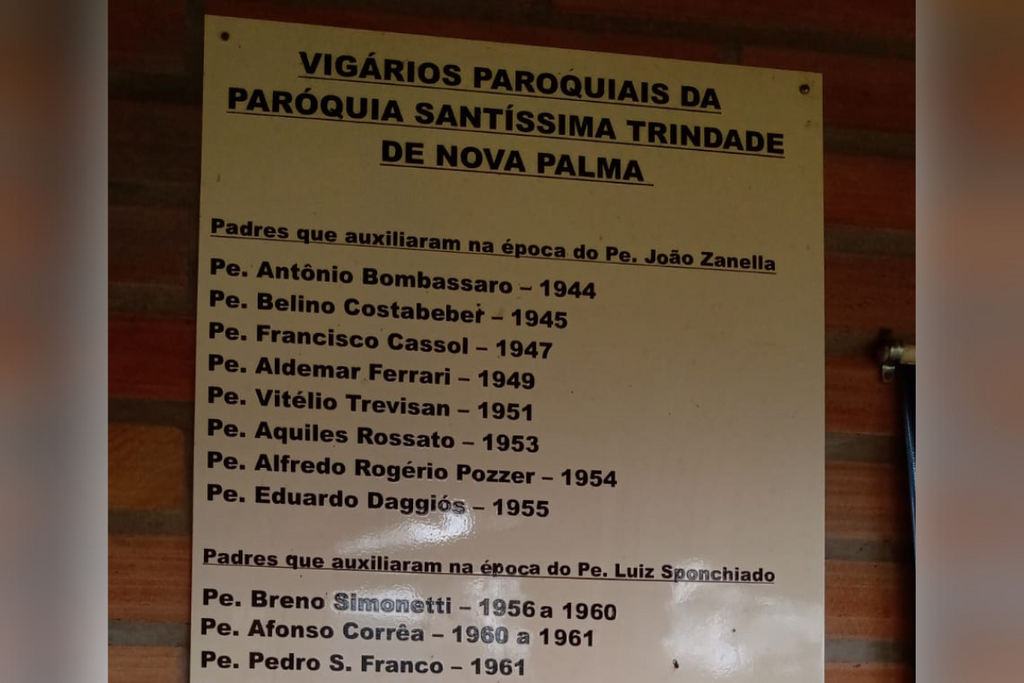 VIGÁRIOS PAROQUIAIS DA
PARÓQUIA SANTÍSSIMA TRINDADE
DE NOVA PALMA
Padres que auxiliaram na época do Pe. João Zanella
Pe. Antônio Bombassaro – 1944
Pe. Belino Costabeber – 1945
Pe. Francisco Cassol – 1947
Pe. Aldemar Ferrari – 1949
Pe. Vitélio Trevisan – 1951
Pe. Aquiles Rossato – 1953
Pe. Alfredo Rogério Pozzer – 1954
Pe. Eduardo Daggiós – 1955
Padres que auxiliaram na época do Pe. Luiz Sponchiado
Pe. Breno Simonetti – 1956 a 1960
Pe. Afonso Corrêa – 1960 a 1961
Pe. Pedro S. Franco – 1961